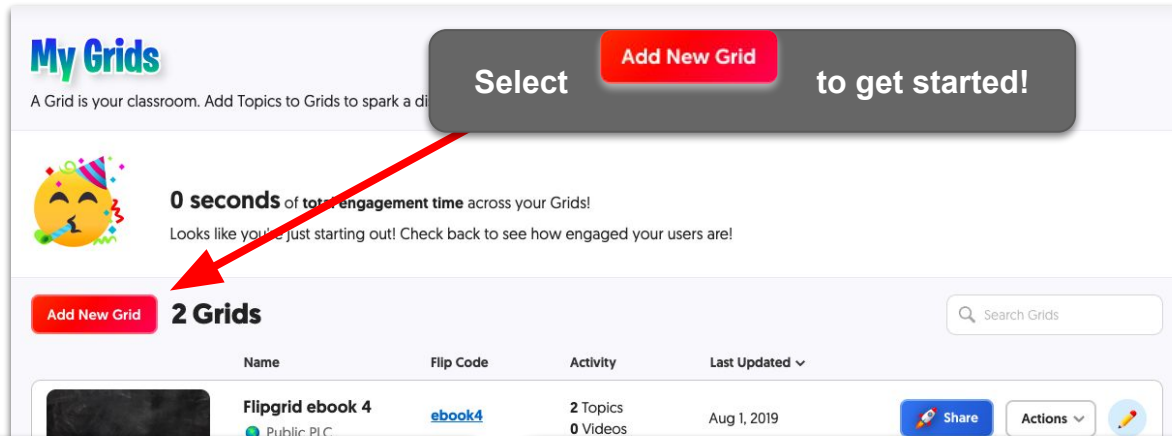 My Grids
A Grid is your classroom. Add Topics to Grids to spark a di
Select Add New Grid to get started!
0 seconds of total engagement time across your Grids!
Looks like you're just starting out! Check back to see how engaged your users are!
Add New Grid 2 Grids Search Grids
Name Flip Code Activity Last Updated
Flipgrid ebook 4 ebook4 2 Topics Aug 1, 2019 Share Actions
Public PLC 0 Videos